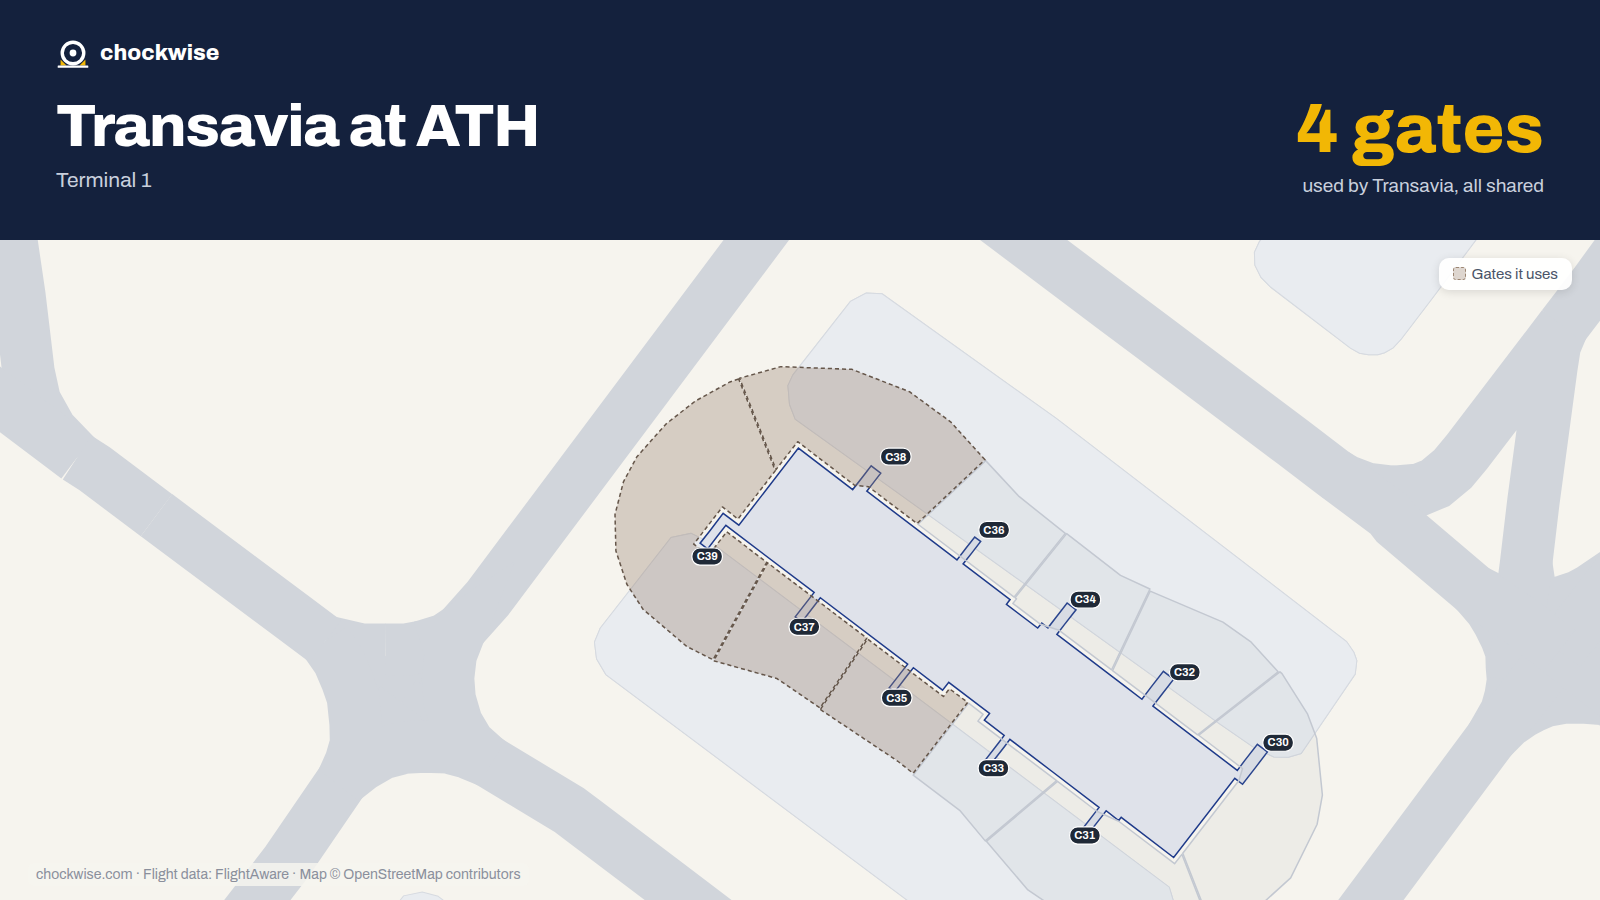 chockwise
Transavia at ATH
Terminal 1
4 gates
used by Transavia, all shared
Gates it uses
C38
C36
C39
C34
C37
C32
C35
C30
C33
C31
chockwise.com · Flight data: FlightAware · Map © OpenStreetMap contributors